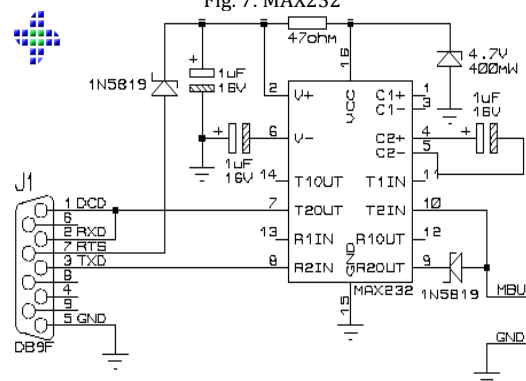 Fig. 7. MAX232
47ohm
16
1N5819
1uF
16V
4.7V
400mW
2 V+
VCC
C1+ 1
C1- 3
1uF
16V
6 V-
C2+ 4
C2- 5
1uF
16V
14 T1OUT
T1IN 11
J1
7 T2OUT
T2IN 10
1 DCD
6
2 RXD
13 R1IN
R1OUT 12
7 RTS
3 TXD
8 R2IN
GND
R2OUT 9
8
4
9
5 GND
15
MAX232
1N5819
MBU
GND
DB9F